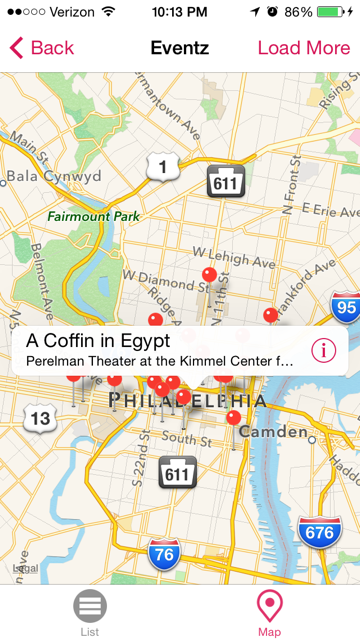 Verizon 10:13 PM 86%
Back Eventz Load More
Germantown Ave
Rising S
Main St
1
Bala Cynwyd
611
N Front St
E Erie Ave
Fairmount Park
Belmont Ave
W Lehigh Ave
W Diamond St
N 11th St
Frankford Ave
Ridge A
95
N 5
A Coffin in Egypt
Perelman Theater at the Kimmel Center f...
PHILADELPHIA
13
South St
Camden
S 22nd St
611
Haddo
676
76
Legal
List Map